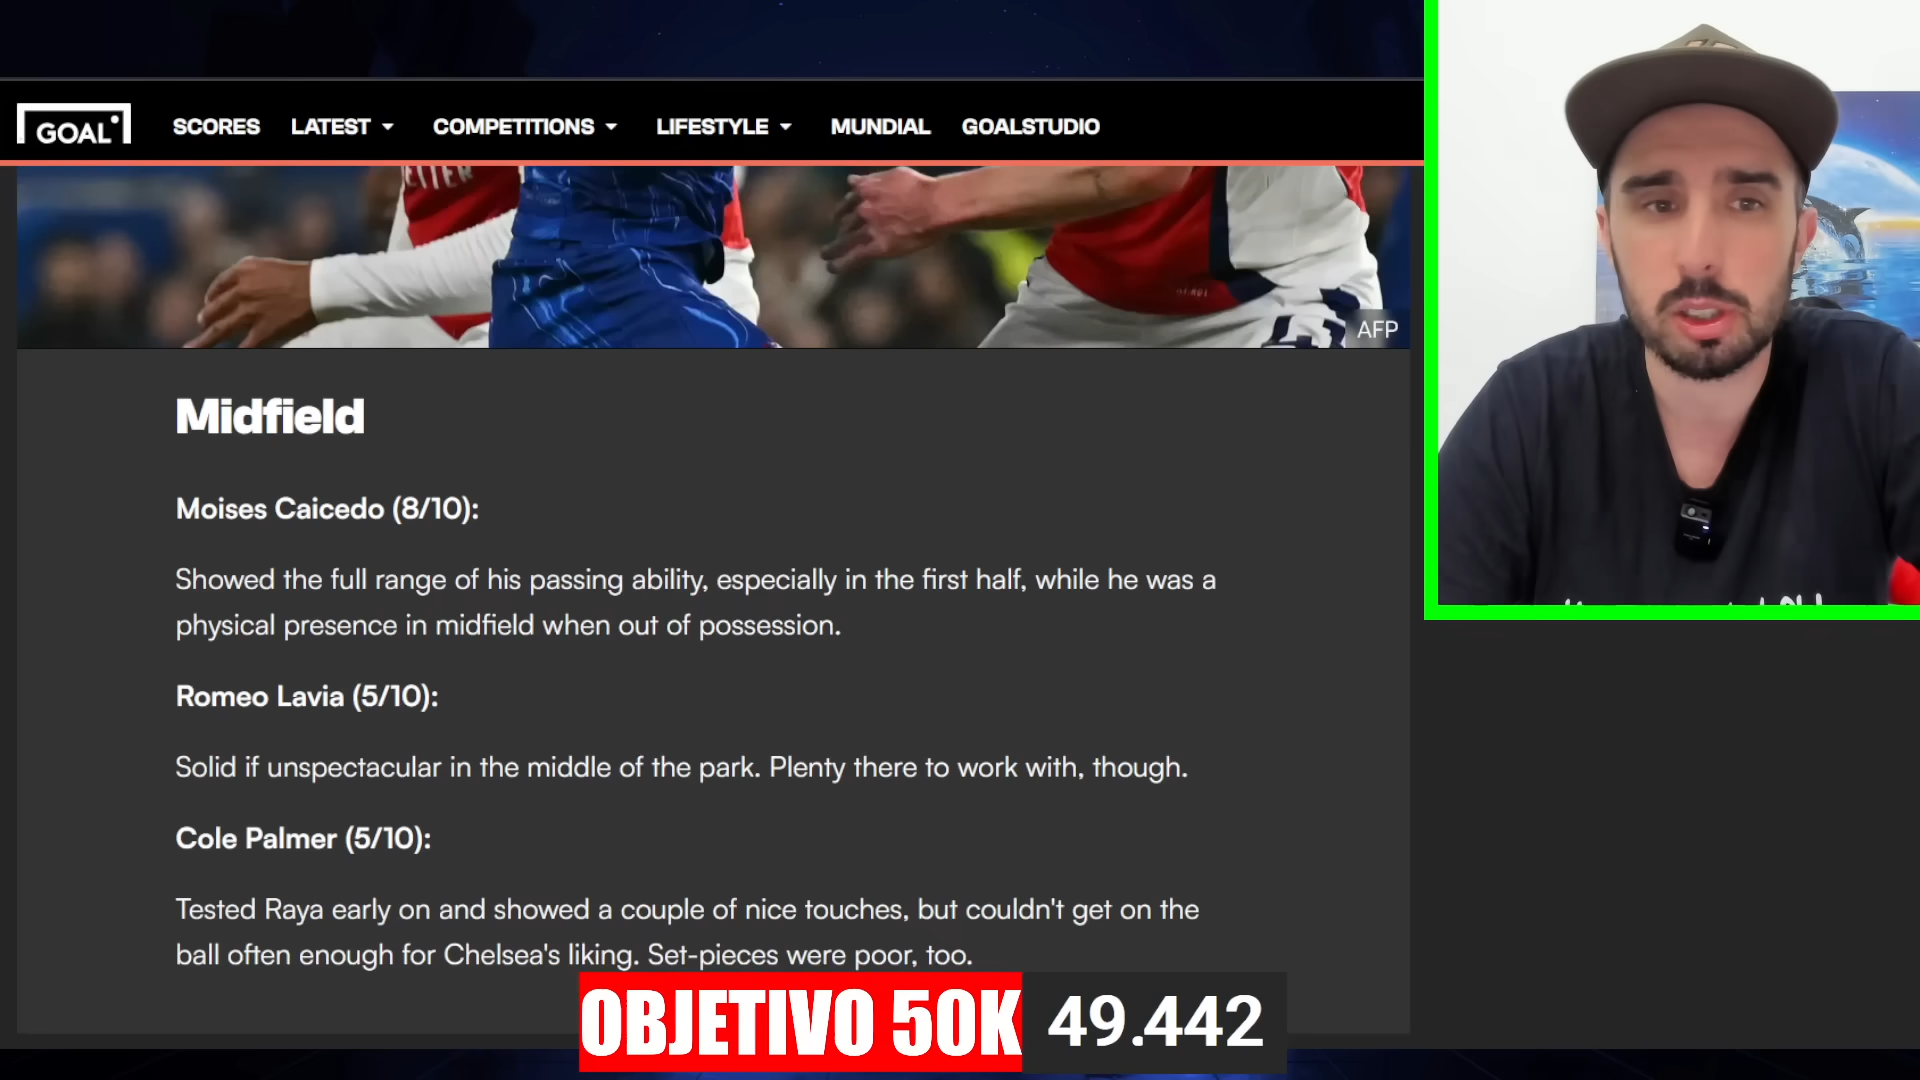 GOAL
SCORES
LATEST
COMPETITIONS
LIFESTYLE
MUNDIAL
GOALSTUDIO
AFP
Midfield
Moises Caicedo (8/10):
Showed the full range of his passing ability, especially in the first half, while he was a
physical presence in midfield when out of possession.
Romeo Lavia (5/10):
Solid if unspectacular in the middle of the park. Plenty there to work with, though.
Cole Palmer (5/10):
Tested Raya early on and showed a couple of nice touches, but couldn't get on the
ball often enough for Chelsea's liking. Set-pieces were poor, too.
OBJETIVO 50K 49.442